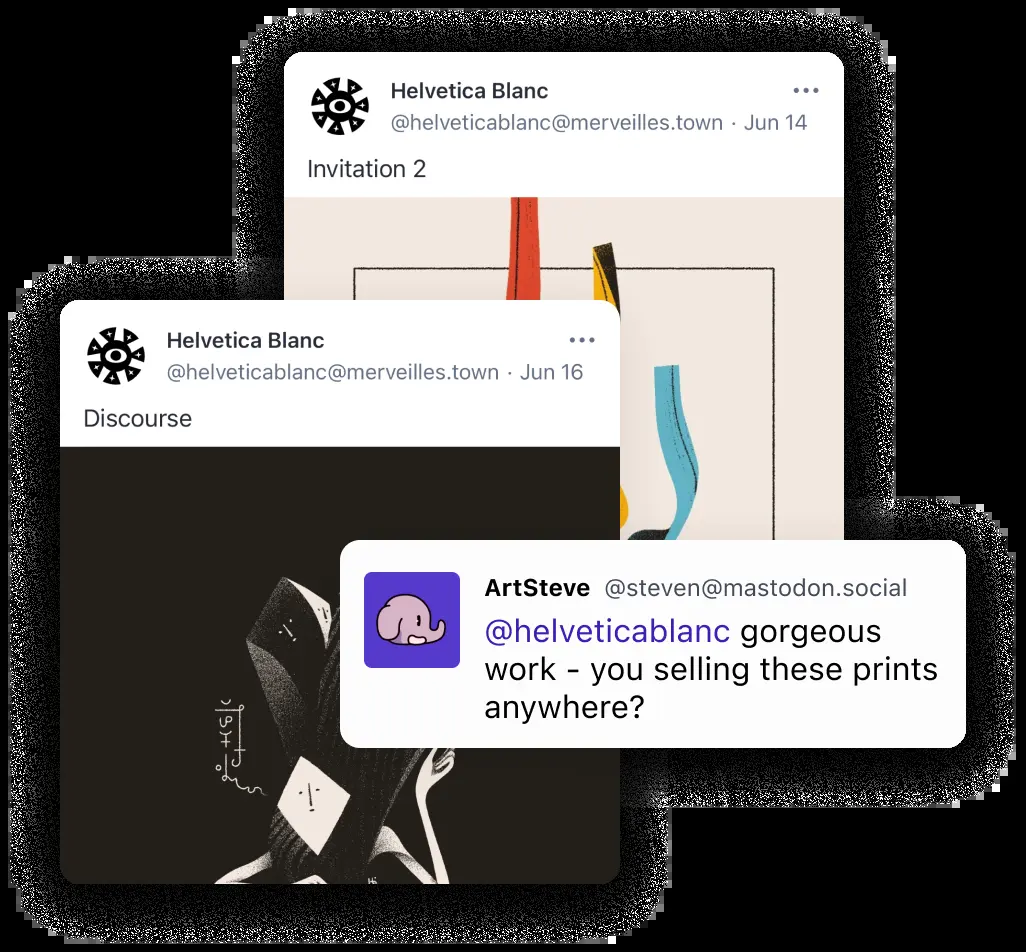 Helvetica Blanc
@helveticablanc@merveilles.town · Jun 14
Invitation 2
Helvetica Blanc
@helveticablanc@merveilles.town · Jun 16
Discourse
ArtSteve @steven@mastodon.social
@helveticablanc gorgeous
work - you selling these prints
anywhere?